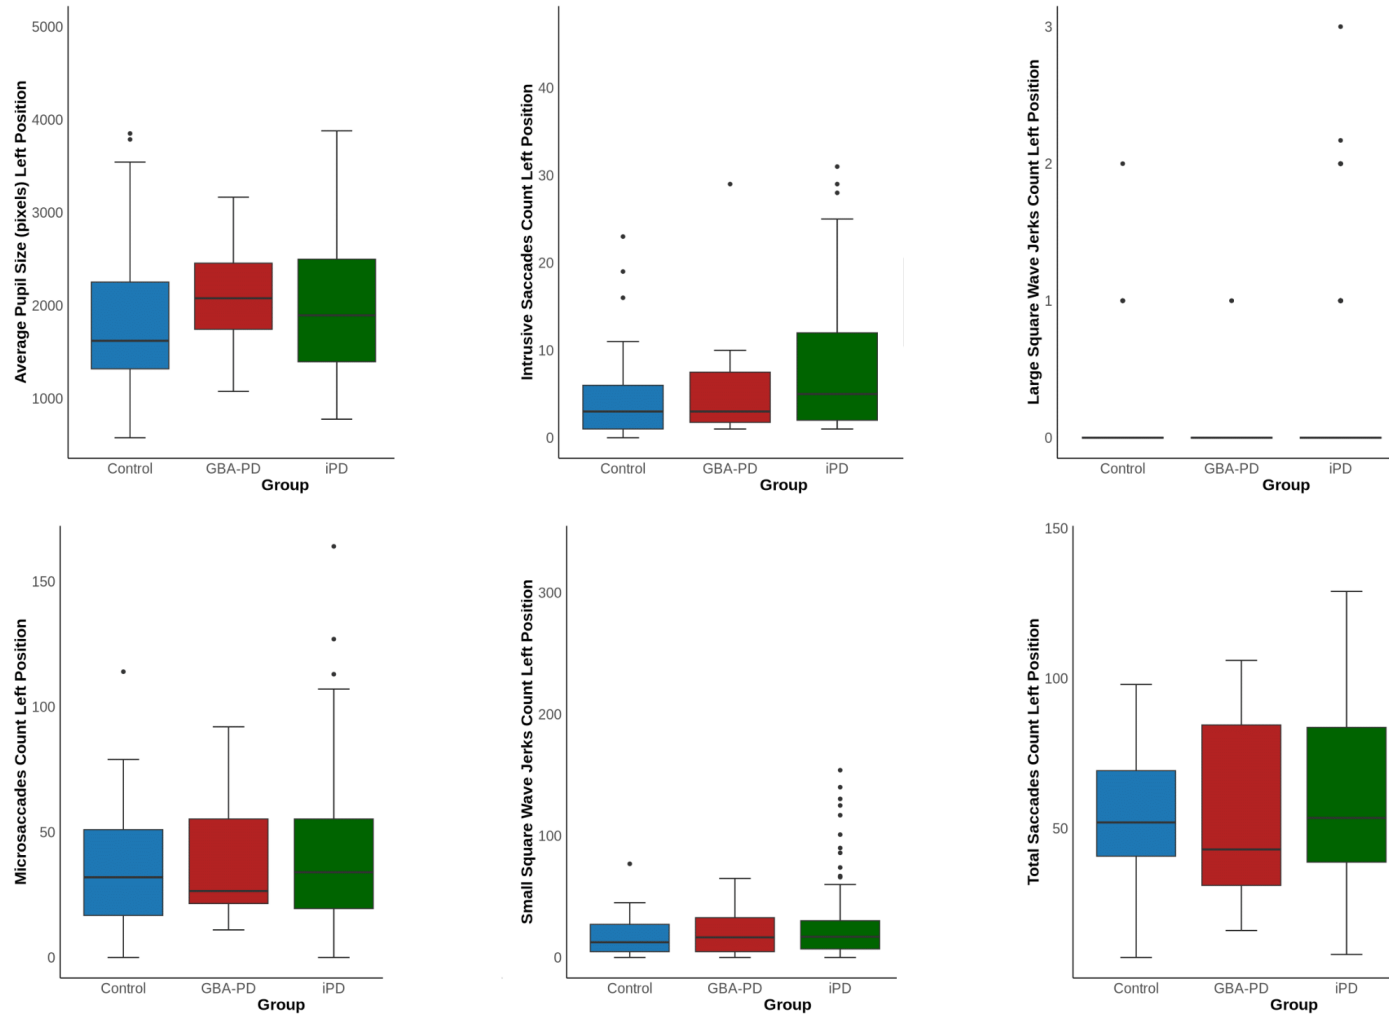 Average Pupil Size (pixels) Left Position
5000
4000
3000
2000
1000
Control GBA-PD iPD
Group
Intrusive Saccades Count Left Position
40
30
20
10
0
Control GBA-PD iPD
Group
Large Square Wave Jerks Count Left Position
3
2
1
0
Control GBA-PD iPD
Group
Microsaccades Count Left Position
150
100
50
0
Control GBA-PD iPD
Group
Small Square Wave Jerks Count Left Position
300
200
100
0
Control GBA-PD iPD
Group
Total Saccades Count Left Position
150
100
50
Control GBA-PD iPD
Group